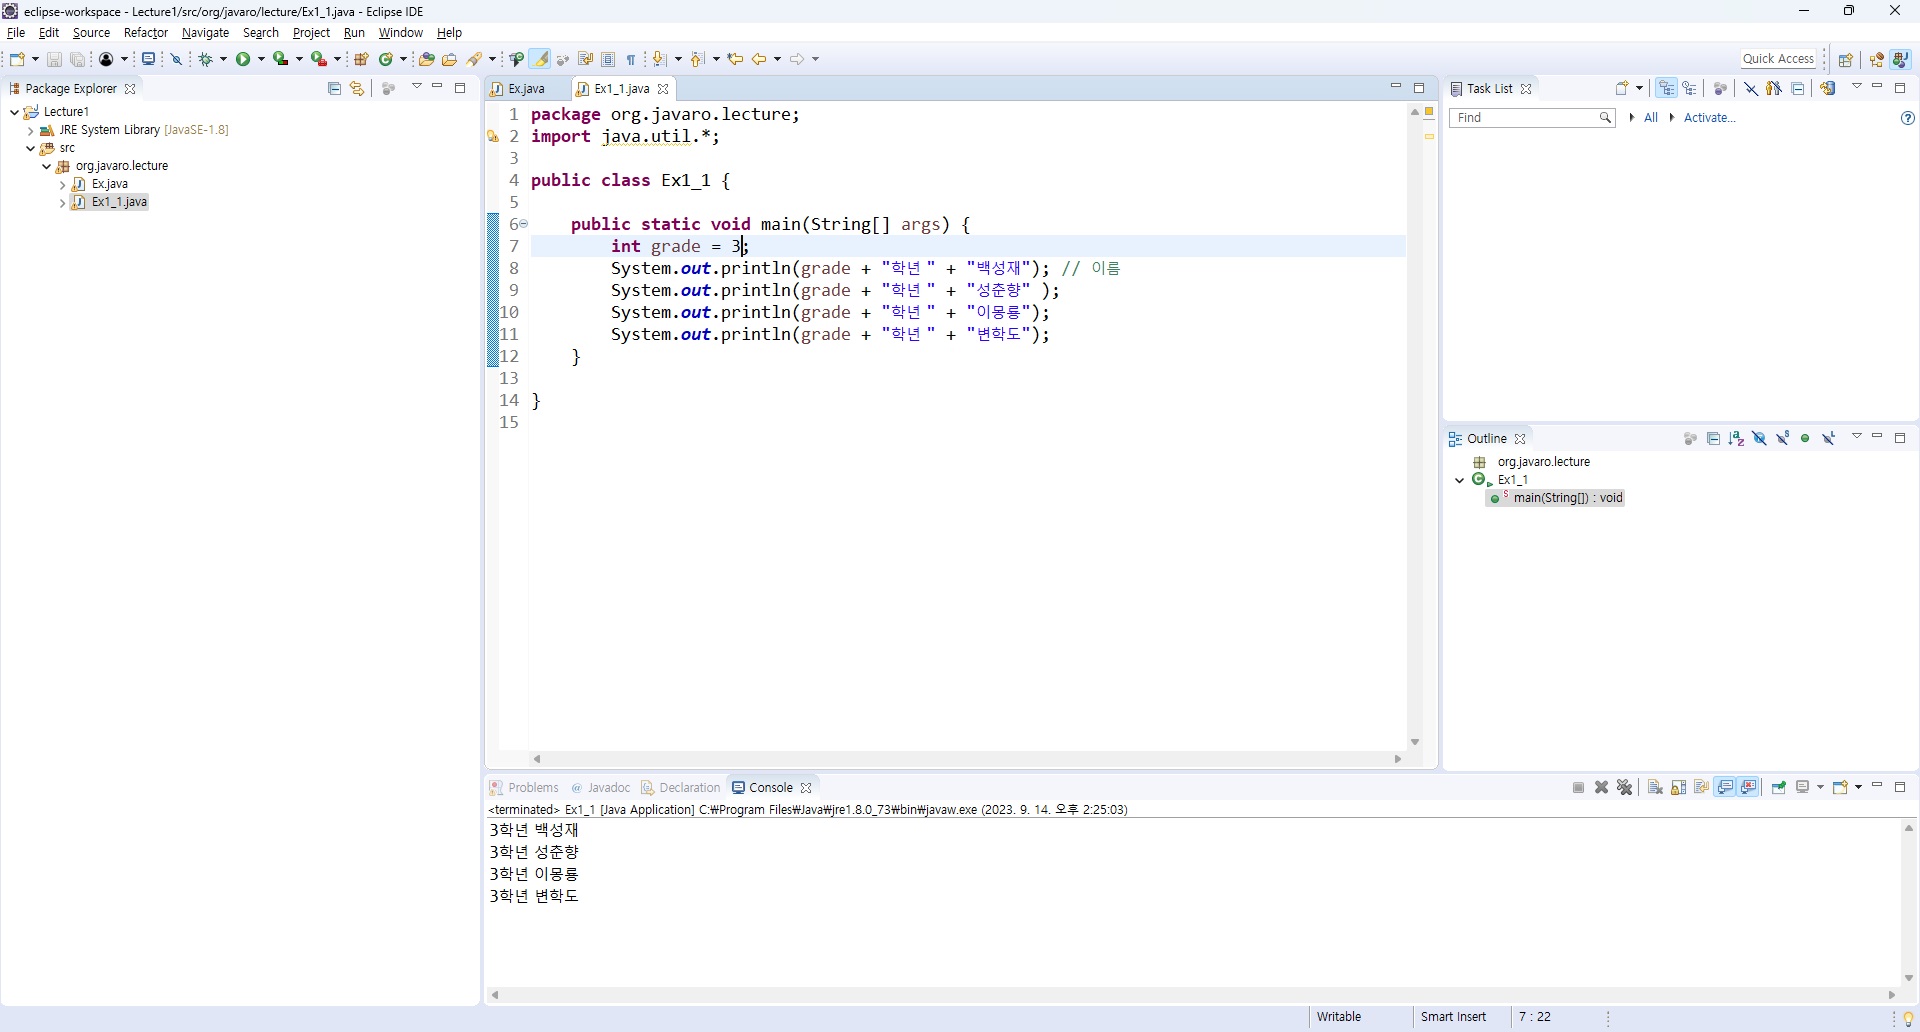 eclipse-workspace - Lecture1/src/org/javaro/lecture/Ex1_1.java - Eclipse IDE
File Edit Source Refactor Navigate Search Project Run Window Help
Quick Access
Package Explorer
Lecture1
JRE System Library [JavaSE-1.8]
src
org.javaro.lecture
Ex.java
Ex1_1.java
Ex.java Ex1_1.java
1 package org.javaro.lecture;
2 import java.util.*;
3
4 public class Ex1_1 {
5
6 public static void main(String[] args) {
7 int grade = 3;
8 System.out.println(grade + "학년 " + "백성재"); // 이름
9 System.out.println(grade + "학년 " + "성춘향" );
10 System.out.println(grade + "학년 " + "이몽룡");
11 System.out.println(grade + "학년 " + "변학도");
12 }
13
14 }
15
Task List
Find All Activate...
Outline
org.javaro.lecture
Ex1_1
main(String[]) : void
Problems @ Javadoc Declaration Console
<terminated> Ex1_1 [Java Application] C:₩Program Files₩Java₩jre1.8.0_73₩bin₩javaw.exe (2023. 9. 14. 오후 2:25:03)
3학년 백성재
3학년 성춘향
3학년 이몽룡
3학년 변학도
Writable Smart Insert 7 : 22